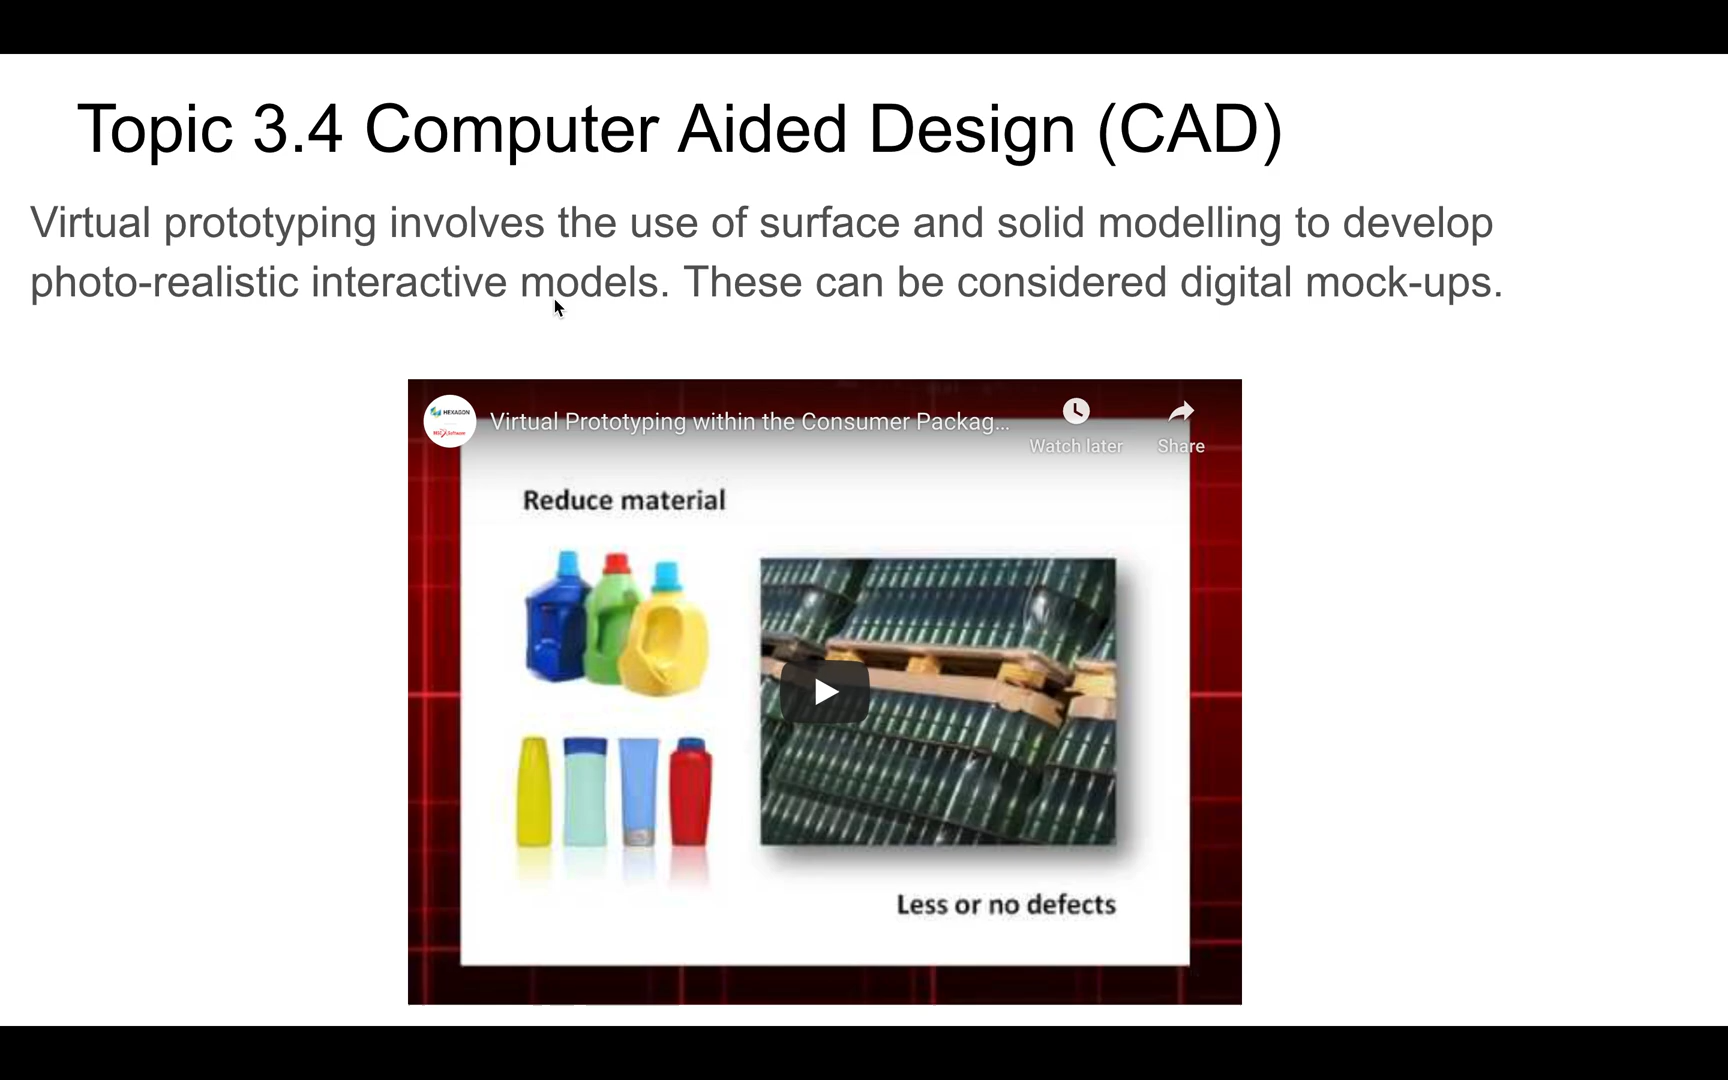 Topic 3.4 Computer Aided Design (CAD)
Virtual prototyping involves the use of surface and solid modelling to develop
photo-realistic interactive models. These can be considered digital mock-ups.
HEXAGON
Software
Virtual Prototyping within the Consumer Packag...
Watch later
Share
Reduce material
Less or no defects